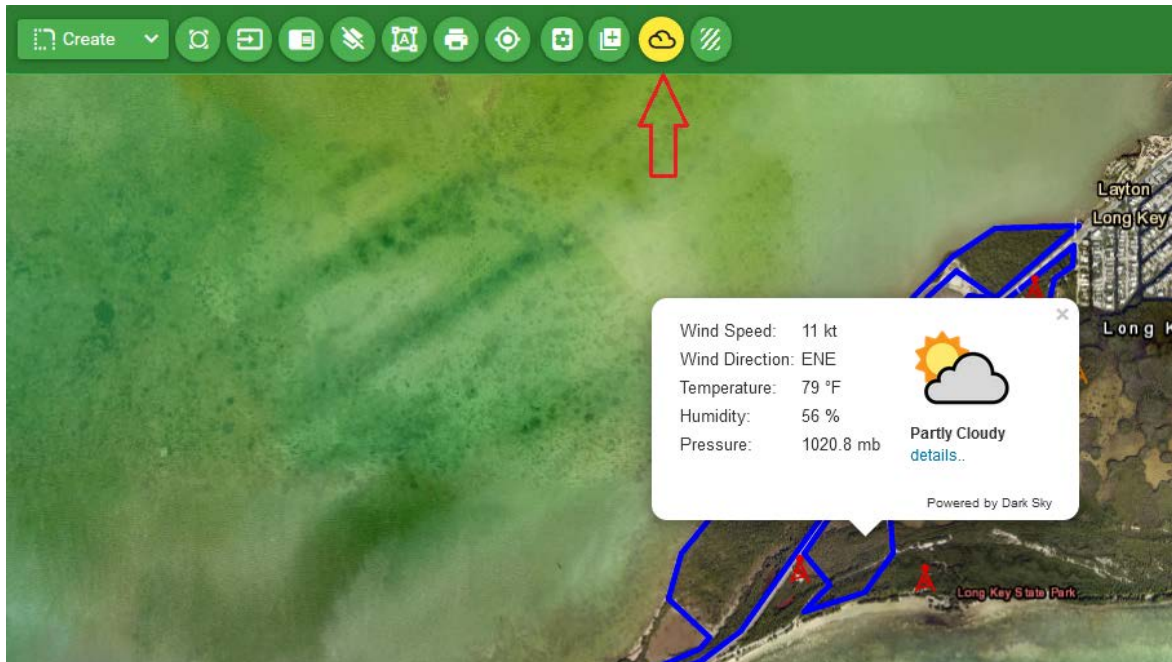 Create
A
Layton
Long Key
Long K
Wind Speed: 11 kt
Wind Direction: ENE
Temperature: 79 °F
Humidity: 56 %
Pressure: 1020.8 mb
×
Partly Cloudy
details..
Powered by Dark Sky
Long Key State Park